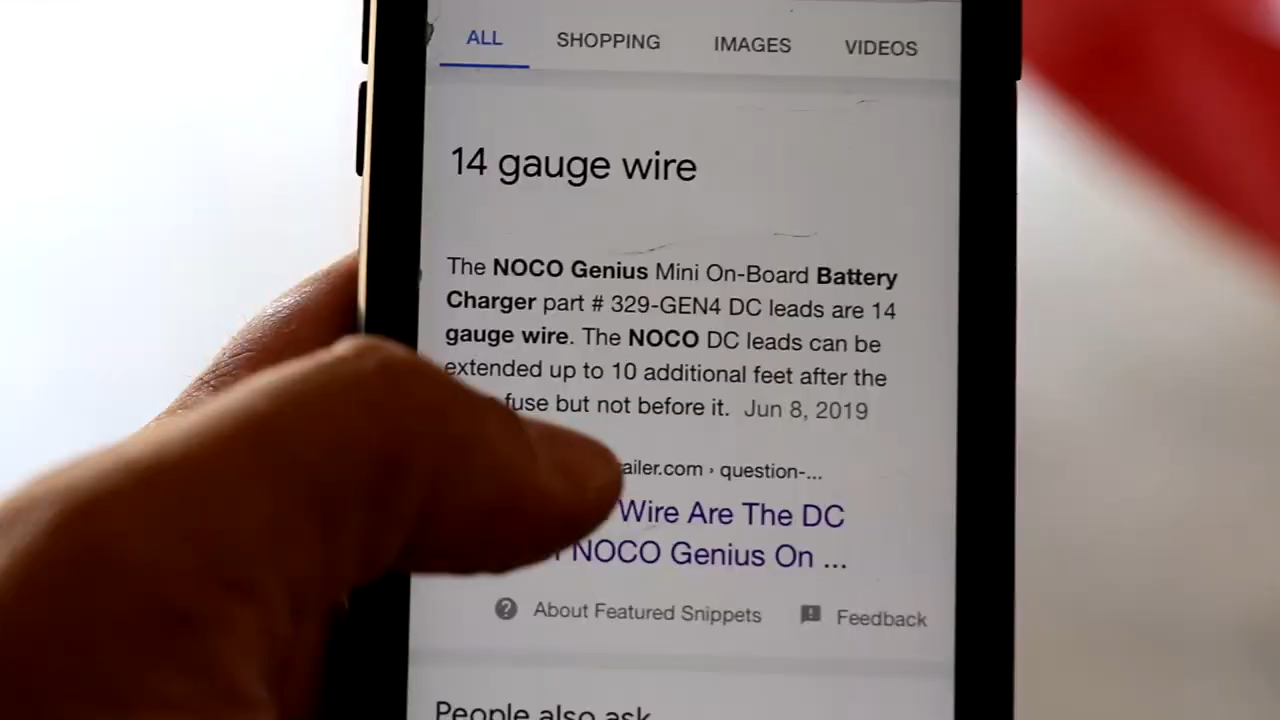 ALL SHOPPING IMAGES VIDEOS
14 gauge wire
The NOCO Genius Mini On-Board Battery
Charger part # 329-GEN4 DC leads are 14
gauge wire. The NOCO DC leads can be
extended up to 10 additional feet after the
fuse but not before it. Jun 8, 2019
ailer.com › question-...
Wire Are The DC
NOCO Genius On ...
About Featured Snippets Feedback
People also ask